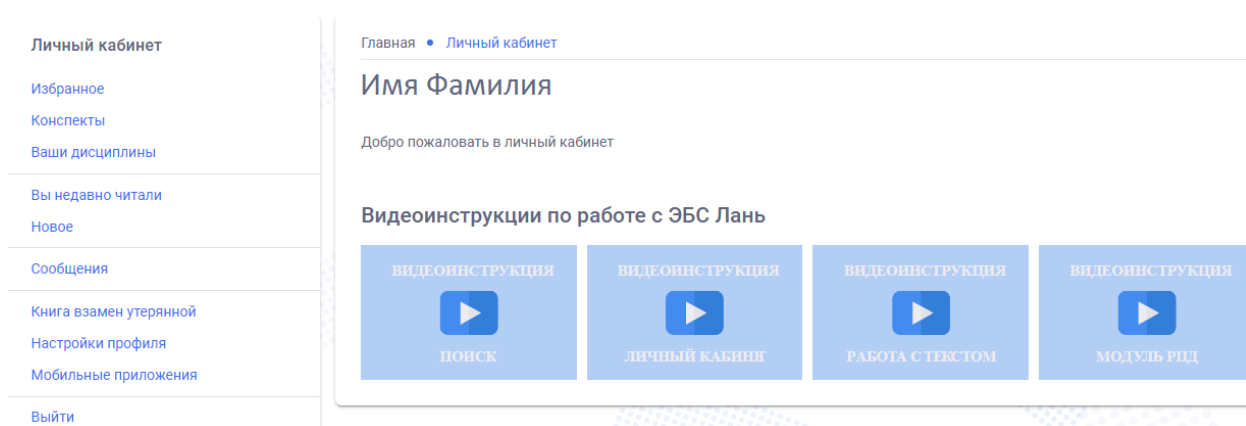 Личный кабинет
Избранное
Конспекты
Ваши дисциплины
Вы недавно читали
Новое
Сообщения
Книга взамен утерянной
Настройки профиля
Мобильные приложения
Выйти
Главная • Личный кабинет
Имя Фамилия
Добро пожаловать в личный кабинет
Видеоинструкции по работе с ЭБС Лань
ВИДЕОИНСТРУКЦИЯ
ПОИСК
ВИДЕОИНСТРУКЦИЯ
ЛИЧНЫЙ КАБИНЕТ
ВИДЕОИНСТРУКЦИЯ
РАБОТА С ТЕКСТОМ
ВИДЕОИНСТРУКЦИЯ
МОДУЛЬ РПД